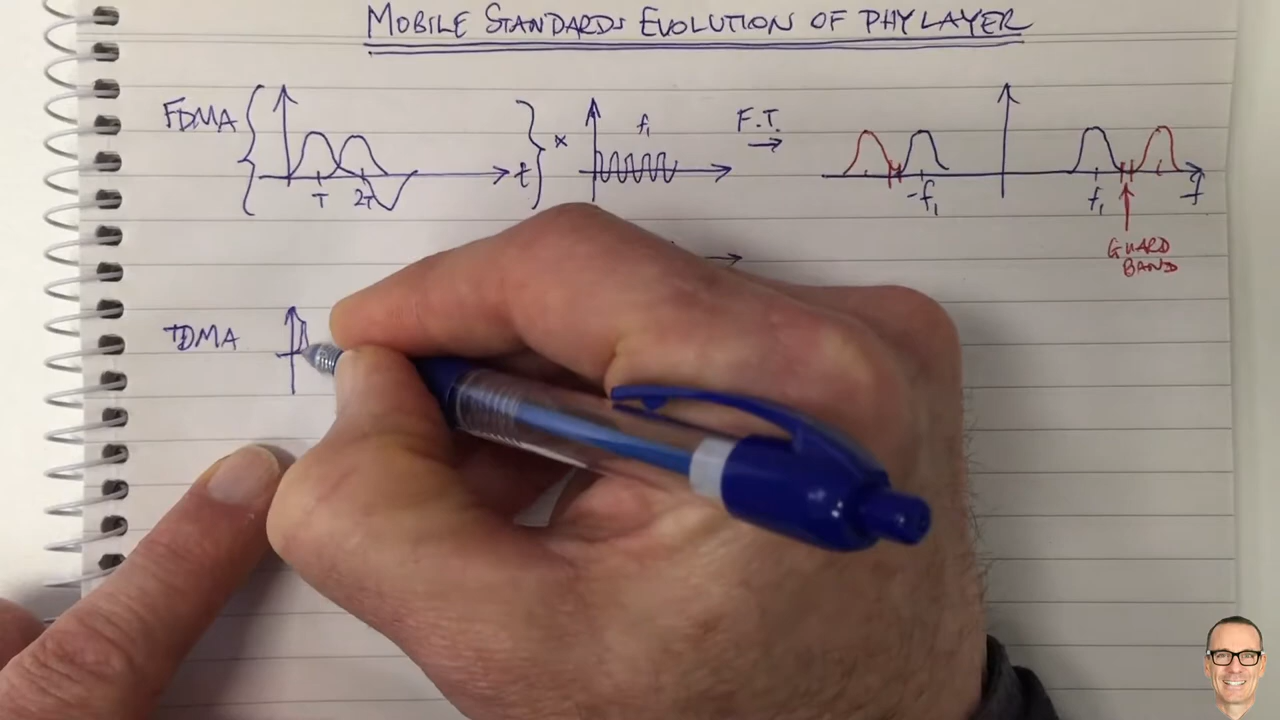 MOBILE STANDARDS EVOLUTION OF PHY LAYER
FDMA
T 2T t
x
f₁
F.T.
-f₁ f₁ f
GUARD
BAND
TDMA